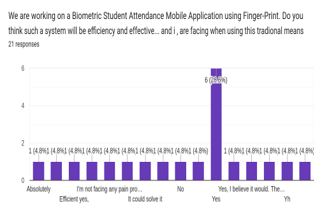 We are working on a Biometric Student Attendance Mobile Application using Finger-Print. Do you
think such a system will be efficiency and effective... and i , are facing when using this tradional means
21 responses
6
4
2
0
1 (4.8%) 1 (4.8%) 1 (4.8%) 1 (4.8%) 1 (4.8%) 1 (4.8%) 1 (4.8%) 1 (4.8%) 1 (4.8%) 1 (4.8%) 6 (28.6%) 1 (4.8%) 1 (4.8%) 1 (4.8%) 1 (4.8%) 1 (4.8%)
Absolutely I'm not facing any pain pro... No Yes, I believe it would. The...
Efficient yes, It could solve it Yes Yh